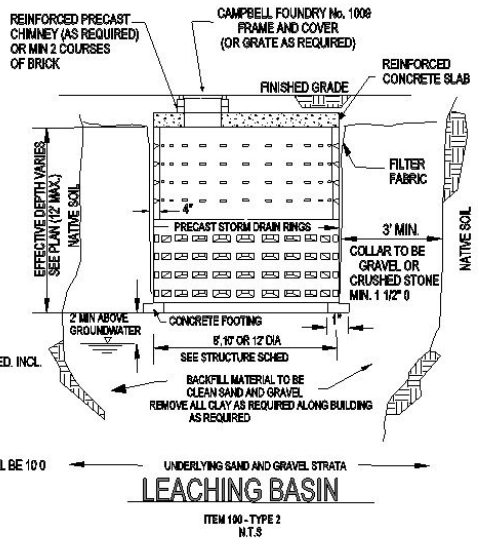 REINFORCED PRECAST
CHIMNEY (AS REQUIRED)
OR MIN 2 COURSES
OF BRICK
CAMPBELL FOUNDRY No. 1009
FRAME AND COVER
(OR GRATE AS REQUIRED)
FINISHED GRADE
REINFORCED
CONCRETE SLAB
FILTER
FABRIC
EFFECTIVE DEPTH VARIES
SEE PLAN (12' MAX.)
NATIVE SOIL
4"
PRECAST STORM DRAIN RINGS
3' MIN.
COLLAR TO BE
GRAVEL OR
CRUSHED STONE
MIN. 1 1/2" 0
NATIVE SOIL
2' MIN ABOVE
GROUNDWATER
CONCRETE FOOTING
1"
8', 10' OR 12' DIA
SEE STRUCTURE SCHED
ED. INCL.
BACKFILL MATERIAL TO BE
CLEAN SAND AND GRAVEL
REMOVE ALL CLAY AS REQUIRED ALONG BUILDING
AS REQUIRED
L BE 10 0
UNDERLYING SAND AND GRAVEL STRATA
LEACHING BASIN
ITEM 100 - TYPE 2
N.T.S